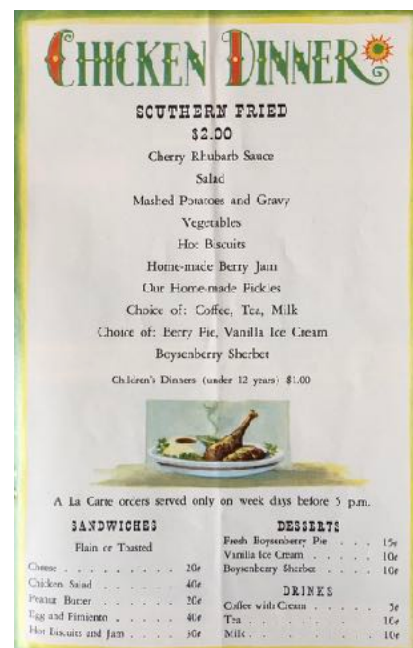 CHICKEN DINNER
SOUTHERN FRIED
$2.00
Cherry Rhubarb Sauce
Salad
Mashed Potatoes and Gravy
Vegetables
Hot Biscuits
Home-made Berry Jam
Our Home-made Pickles
Choice of: Coffee, Tea, Milk
Choice of: Berry Pie, Vanilla Ice Cream
Boysenberry Sherbet
Children's Dinners (under 12 years) $1.00
A La Carte orders served only on week days before 5 p.m.
SANDWICHES
Plain or Toasted
Cheese . . . . . . . . . 20¢
Chicken Salad . . . . . . 40¢
Peanut Butter . . . . . . 20¢
Egg and Pimiento . . . . 40¢
Hot Biscuits and Jam . . . 30¢
DESSERTS
Fresh Boysenberry Pie . . . 15¢
Vanilla Ice Cream . . . . 10¢
Boysenberry Sherbet . . . 10¢
DRINKS
Coffee with Cream . . . . . 5¢
Tea . . . . . . . . . 10¢
Milk . . . . . . . . . 10¢